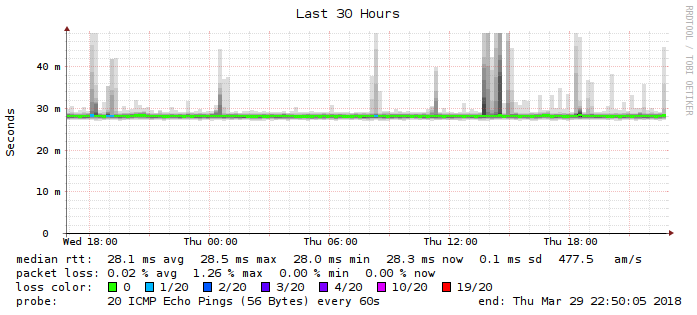 Last 30 Hours
RRDTOOL / TOBI OETIKER
Seconds
40 m
30 m
20 m
10 m
0
Wed 18:00 Thu 00:00 Thu 06:00 Thu 12:00 Thu 18:00
median rtt: 28.1 ms avg 28.5 ms max 28.0 ms min 28.3 ms now 0.1 ms sd 477.5 am/s
packet loss: 0.02 % avg 1.26 % max 0.00 % min 0.00 % now
loss color: 0 1/20 2/20 3/20 4/20 10/20 19/20
probe: 20 ICMP Echo Pings (56 Bytes) every 60s end: Thu Mar 29 22:50:05 2018